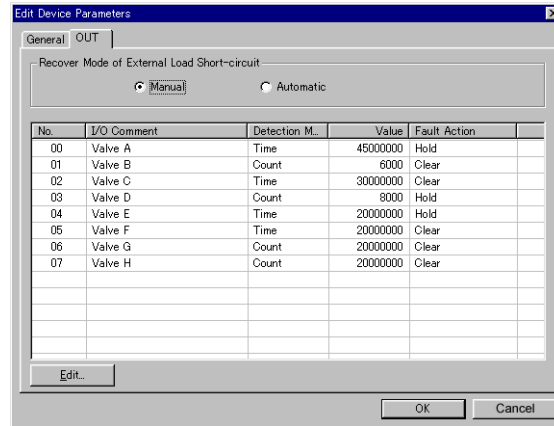 Edit Device Parameters
General OUT
Recover Mode of External Load Short-circuit
Manual Automatic
No. I/O Comment Detection M... Value Fault Action
00 Valve A Time 45000000 Hold
01 Valve B Count 6000 Clear
02 Valve C Time 30000000 Clear
03 Valve D Count 8000 Hold
04 Valve E Time 20000000 Hold
05 Valve F Time 20000000 Clear
06 Valve G Count 20000000 Clear
07 Valve H Count 20000000 Clear
Edit...
OK Cancel